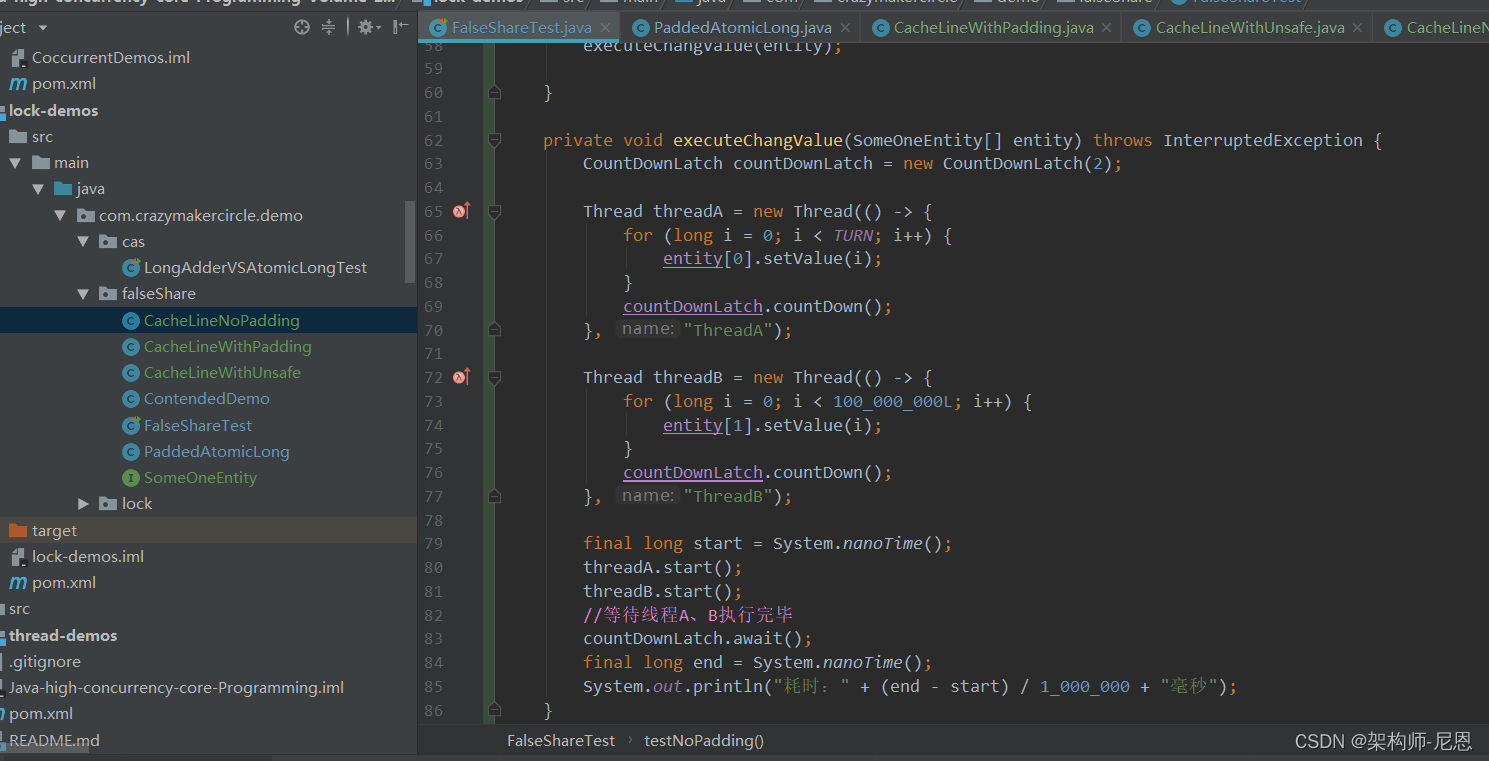 FalseShareTest.java
PaddedAtomicLong.java
CacheLineWithPadding.java
CacheLineWithUnsafe.java
CacheLineN
ject
CoccurrentDemos.iml
pom.xml
lock-demos
src
main
java
com.crazymakercircle.demo
cas
LongAdderVSAtomicLongTest
falseShare
CacheLineNoPadding
CacheLineWithPadding
CacheLineWithUnsafe
ContendedDemo
FalseShareTest
PaddedAtomicLong
SomeOneEntity
lock
target
lock-demos.iml
pom.xml
src
thread-demos
.gitignore
Java-high-concurrency-core-Programming.iml
pom.xml
README.md
58
59
60 }
61
62 private void executeChangValue(SomeOneEntity[] entity) throws InterruptedException {
63 CountDownLatch countDownLatch = new CountDownLatch(2);
64
65 Thread threadA = new Thread(() -> {
66 for (long i = 0; i < TURN; i++) {
67 entity[0].setValue(i);
68 }
69 countDownLatch.countDown();
70 }, name: "ThreadA");
71
72 Thread threadB = new Thread(() -> {
73 for (long i = 0; i < 100_000_000L; i++) {
74 entity[1].setValue(i);
75 }
76 countDownLatch.countDown();
77 }, name: "ThreadB");
78
79 final long start = System.nanoTime();
80 threadA.start();
81 threadB.start();
82 //等待线程A、B执行完毕
83 countDownLatch.await();
84 final long end = System.nanoTime();
85 System.out.println("耗时：" + (end - start) / 1_000_000 + "毫秒");
86 }
FalseShareTest › testNoPadding()
CSDN @架构师-尼恩